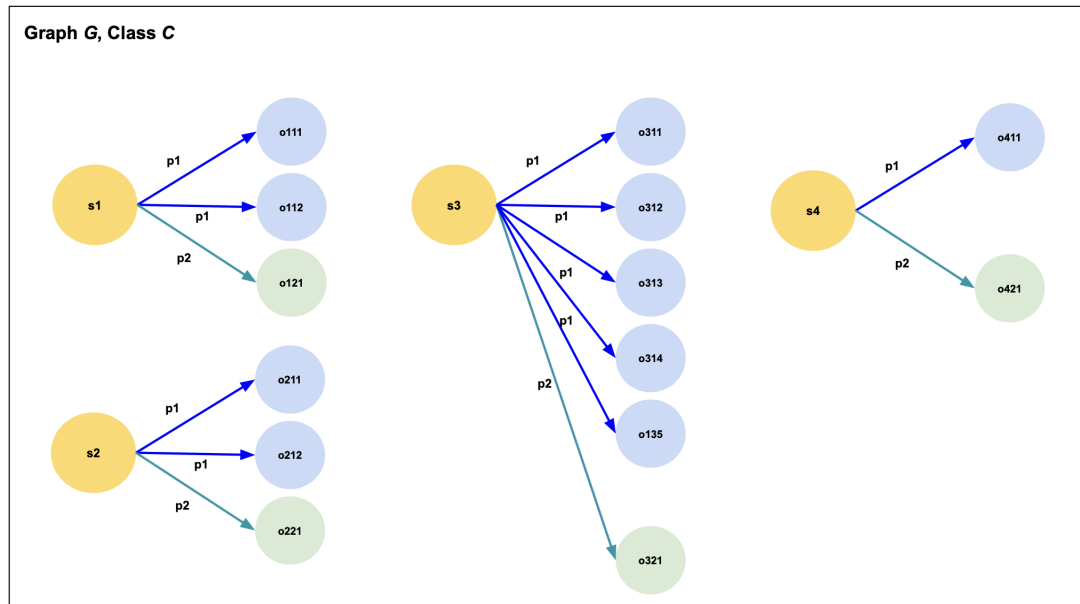 Graph G, Class C
s1
p1
p1
p2
o111
o112
o121
s2
p1
p1
p2
o211
o212
o221
s3
p1
p1
p1
p1
p2
o311
o312
o313
o314
o135
o321
s4
p1
p2
o411
o421